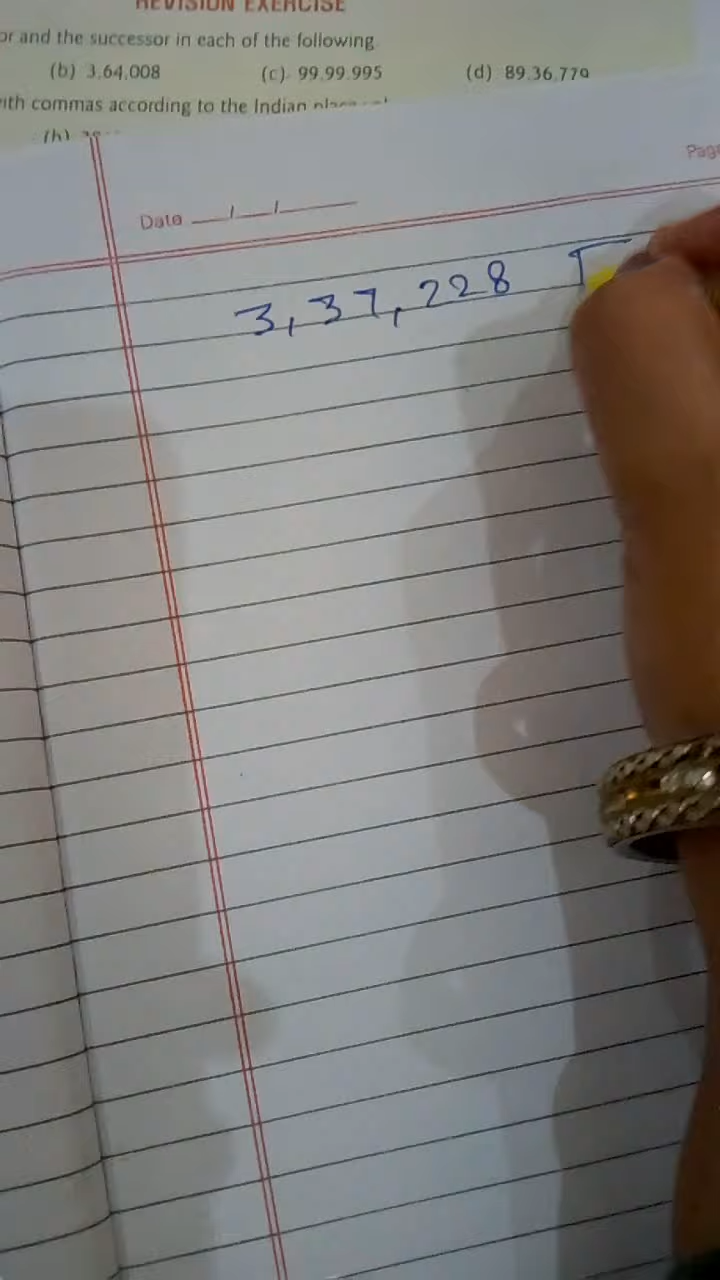 REVISION EXERCISE
or and the successor in each of the following
(b) 3,64,008 (c) 99,99,995 (d) 89,36,779
ith commas according to the Indian
(h)
Page
Date
3,37,228